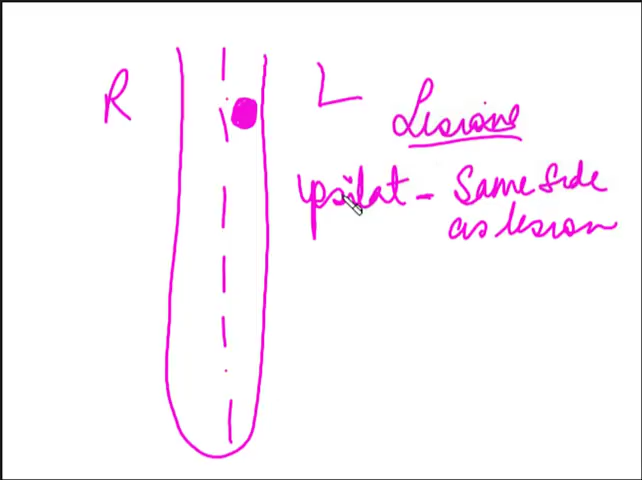 R
L
Lesions
ipsilat - Same side
as lesion